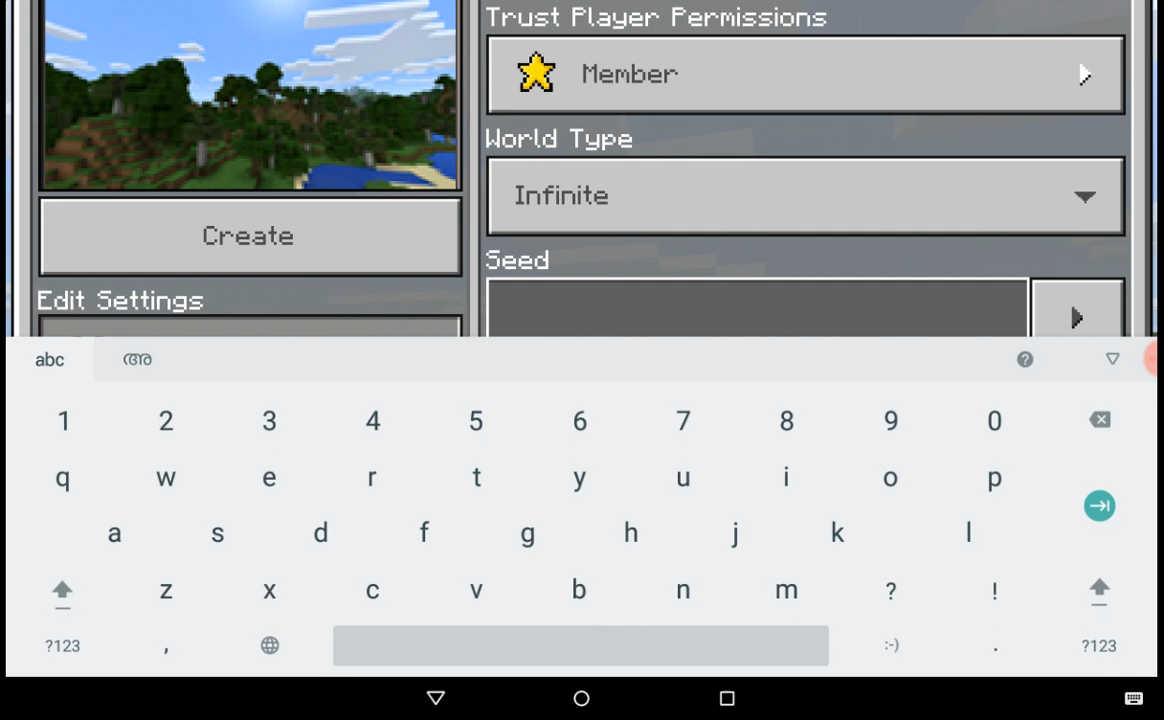 Trust Player Permissions
Member
World Type
Infinite
Create
Seed
Edit Settings
abc അ
1 2 3 4 5 6 7 8 9 0
q w e r t y u i o p
a s d f g h j k l
z x c v b n m ? !
?123 , :-) . ?123